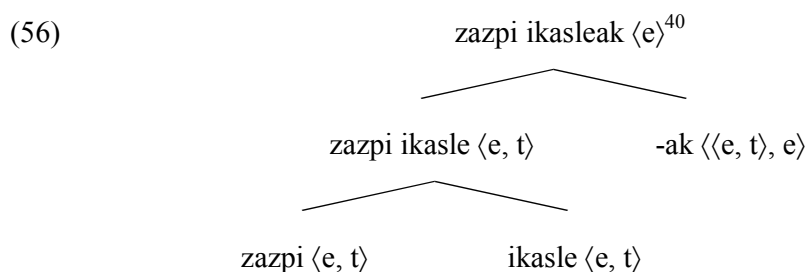 (56) zazpi ikasleak ⟨e⟩⁴⁰
zazpi ikasle ⟨e, t⟩ -ak ⟨⟨e, t⟩, e⟩
zazpi ⟨e, t⟩ ikasle ⟨e, t⟩